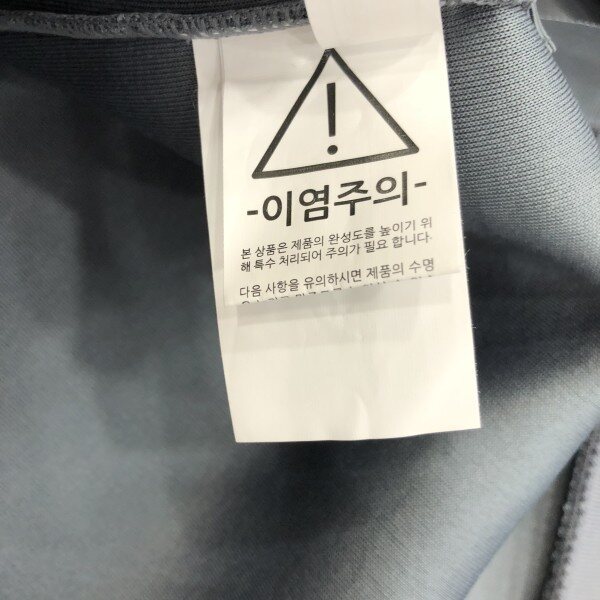 -이염주의-
본 상품은 제품의 완성도를 높이기 위
해 특수 처리되어 주의가 필요 합니다.
다음 사항을 유의하시면 제품의 수명